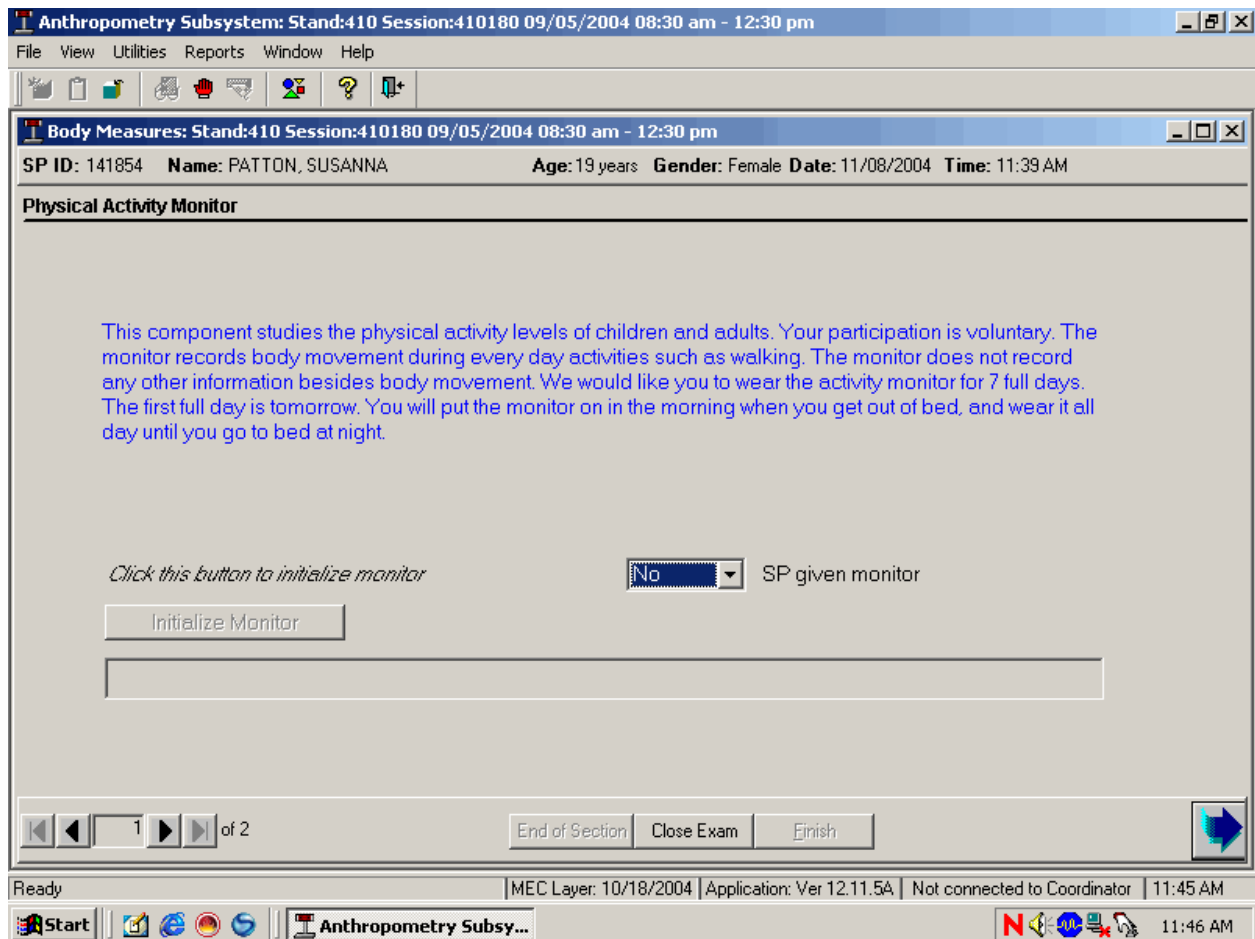 Anthropometry Subsystem: Stand:410 Session:410180 09/05/2004 08:30 am - 12:30 pm
File View Utilities Reports Window Help
Body Measures: Stand:410 Session:410180 09/05/2004 08:30 am - 12:30 pm
SP ID: 141854 Name: PATTON, SUSANNA Age: 19 years Gender: Female Date: 11/08/2004 Time: 11:39 AM
Physical Activity Monitor
This component studies the physical activity levels of children and adults. Your participation is voluntary. The
monitor records body movement during every day activities such as walking. The monitor does not record
any other information besides body movement. We would like you to wear the activity monitor for 7 full days.
The first full day is tomorrow. You will put the monitor on in the morning when you get out of bed, and wear it all
day until you go to bed at night.
Click this button to initialize monitor No SP given monitor
Initialize Monitor
1 of 2 End of Section Close Exam Finish
Ready MEC Layer: 10/18/2004 Application: Ver 12.11.5A Not connected to Coordinator 11:45 AM
Start Anthropometry Subsy... N 11:46 AM